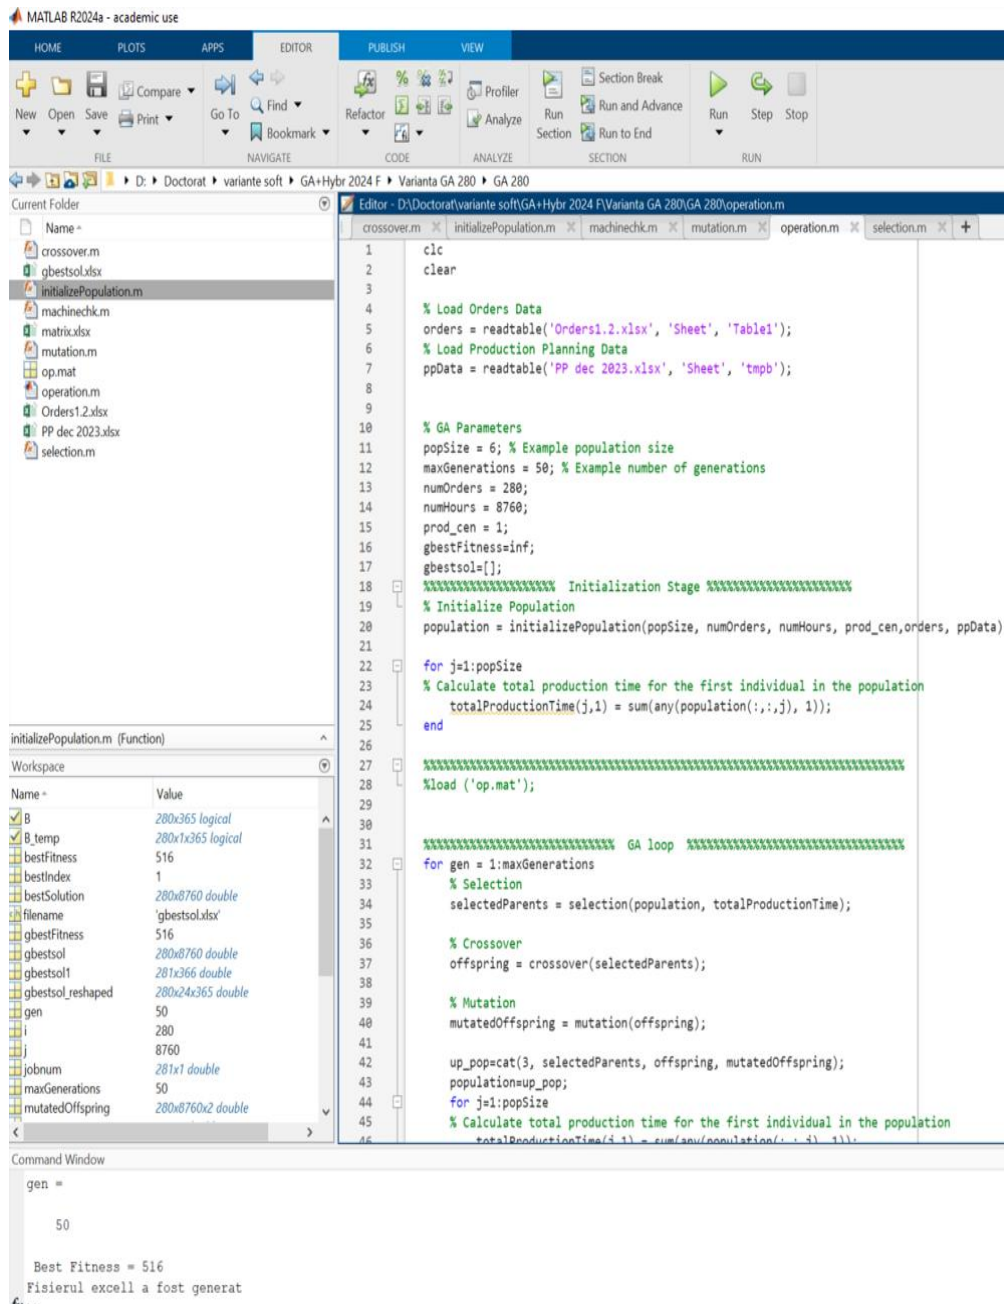 MATLAB R2024a - academic use
HOME PLOTS APPS EDITOR PUBLISH VIEW
New Open Save Compare Print Go To Find Bookmark Refactor Profiler Analyze Run Section Section Break Run and Advance Run to End Run Step Stop
FILE NAVIGATE CODE ANALYZE SECTION RUN
D: Doctorat variante soft GA+Hybr 2024 F Varianta GA 280 GA 280
Current Folder
Name
crossover.m
gbestsol.xlsx
initializePopulation.m
machinechk.m
matrix.xlsx
mutation.m
op.mat
operation.m
Orders1.2.xlsx
PP dec 2023.xlsx
selection.m
initializePopulation.m (Function)
Workspace
Name Value
B 280x365 logical
B_temp 280x1x365 logical
bestFitness 516
bestIndex 1
bestSolution 280x8760 double
filename 'gbestsol.xlsx'
gbestFitness 516
gbestsol 280x8760 double
gbestsol1 281x366 double
gbestsol_reshaped 280x24x365 double
gen 50
i 280
j 8760
jobnum 281x1 double
maxGenerations 50
mutatedOffspring 280x8760x2 double
Editor - D:\Doctorat\variante soft\GA+Hybr 2024 F\Varianta GA 280\GA 280\operation.m
crossover.m initializePopulation.m machinechk.m mutation.m operation.m selection.m +
1 clc
2 clear
3
4 % Load Orders Data
5 orders = readtable('Orders1.2.xlsx', 'Sheet', 'Table1');
6 % Load Production Planning Data
7 ppData = readtable('PP dec 2023.xlsx', 'Sheet', 'tmpb');
8
9
10 % GA Parameters
11 popSize = 6; % Example population size
12 maxGenerations = 50; % Example number of generations
13 numOrders = 280;
14 numHours = 8760;
15 prod_cen = 1;
16 gbestFitness=inf;
17 gbestsol=[];
18 %%%%%%%%%%%%%%%%%%%% Initialization Stage %%%%%%%%%%%%%%%%%%%%%%
19 % Initialize Population
20 population = initializePopulation(popSize, numOrders, numHours, prod_cen,orders, ppData)
21
22 for j=1:popSize
23 % Calculate total production time for the first individual in the population
24 totalProductionTime(j,1) = sum(any(population(:,:,j), 1));
25 end
26
27 %%%%%%%%%%%%%%%%%%%%%%%%%%%%%%%%%%%%%%%%%%%%%%%%%%%%%%%%%%%%%%%%%%%%%%%%%%
28 %load ('op.mat');
29
30
31 %%%%%%%%%%%%%%%%%%%%%%%%%%%%% GA loop %%%%%%%%%%%%%%%%%%%%%%%%%%%%%%%%%
32 for gen = 1:maxGenerations
33 % Selection
34 selectedParents = selection(population, totalProductionTime);
35
36 % Crossover
37 offspring = crossover(selectedParents);
38
39 % Mutation
40 mutatedOffspring = mutation(offspring);
41
42 up_pop=cat(3, selectedParents, offspring, mutatedOffspring);
43 population=up_pop;
44 for j=1:popSize
45 % Calculate total production time for the first individual in the population
46 totalProductionTime(j,1) = sum(any(population(:,:,j), 1));
Command Window
gen =
50
Best Fitness = 516
Fisierul excell a fost generat